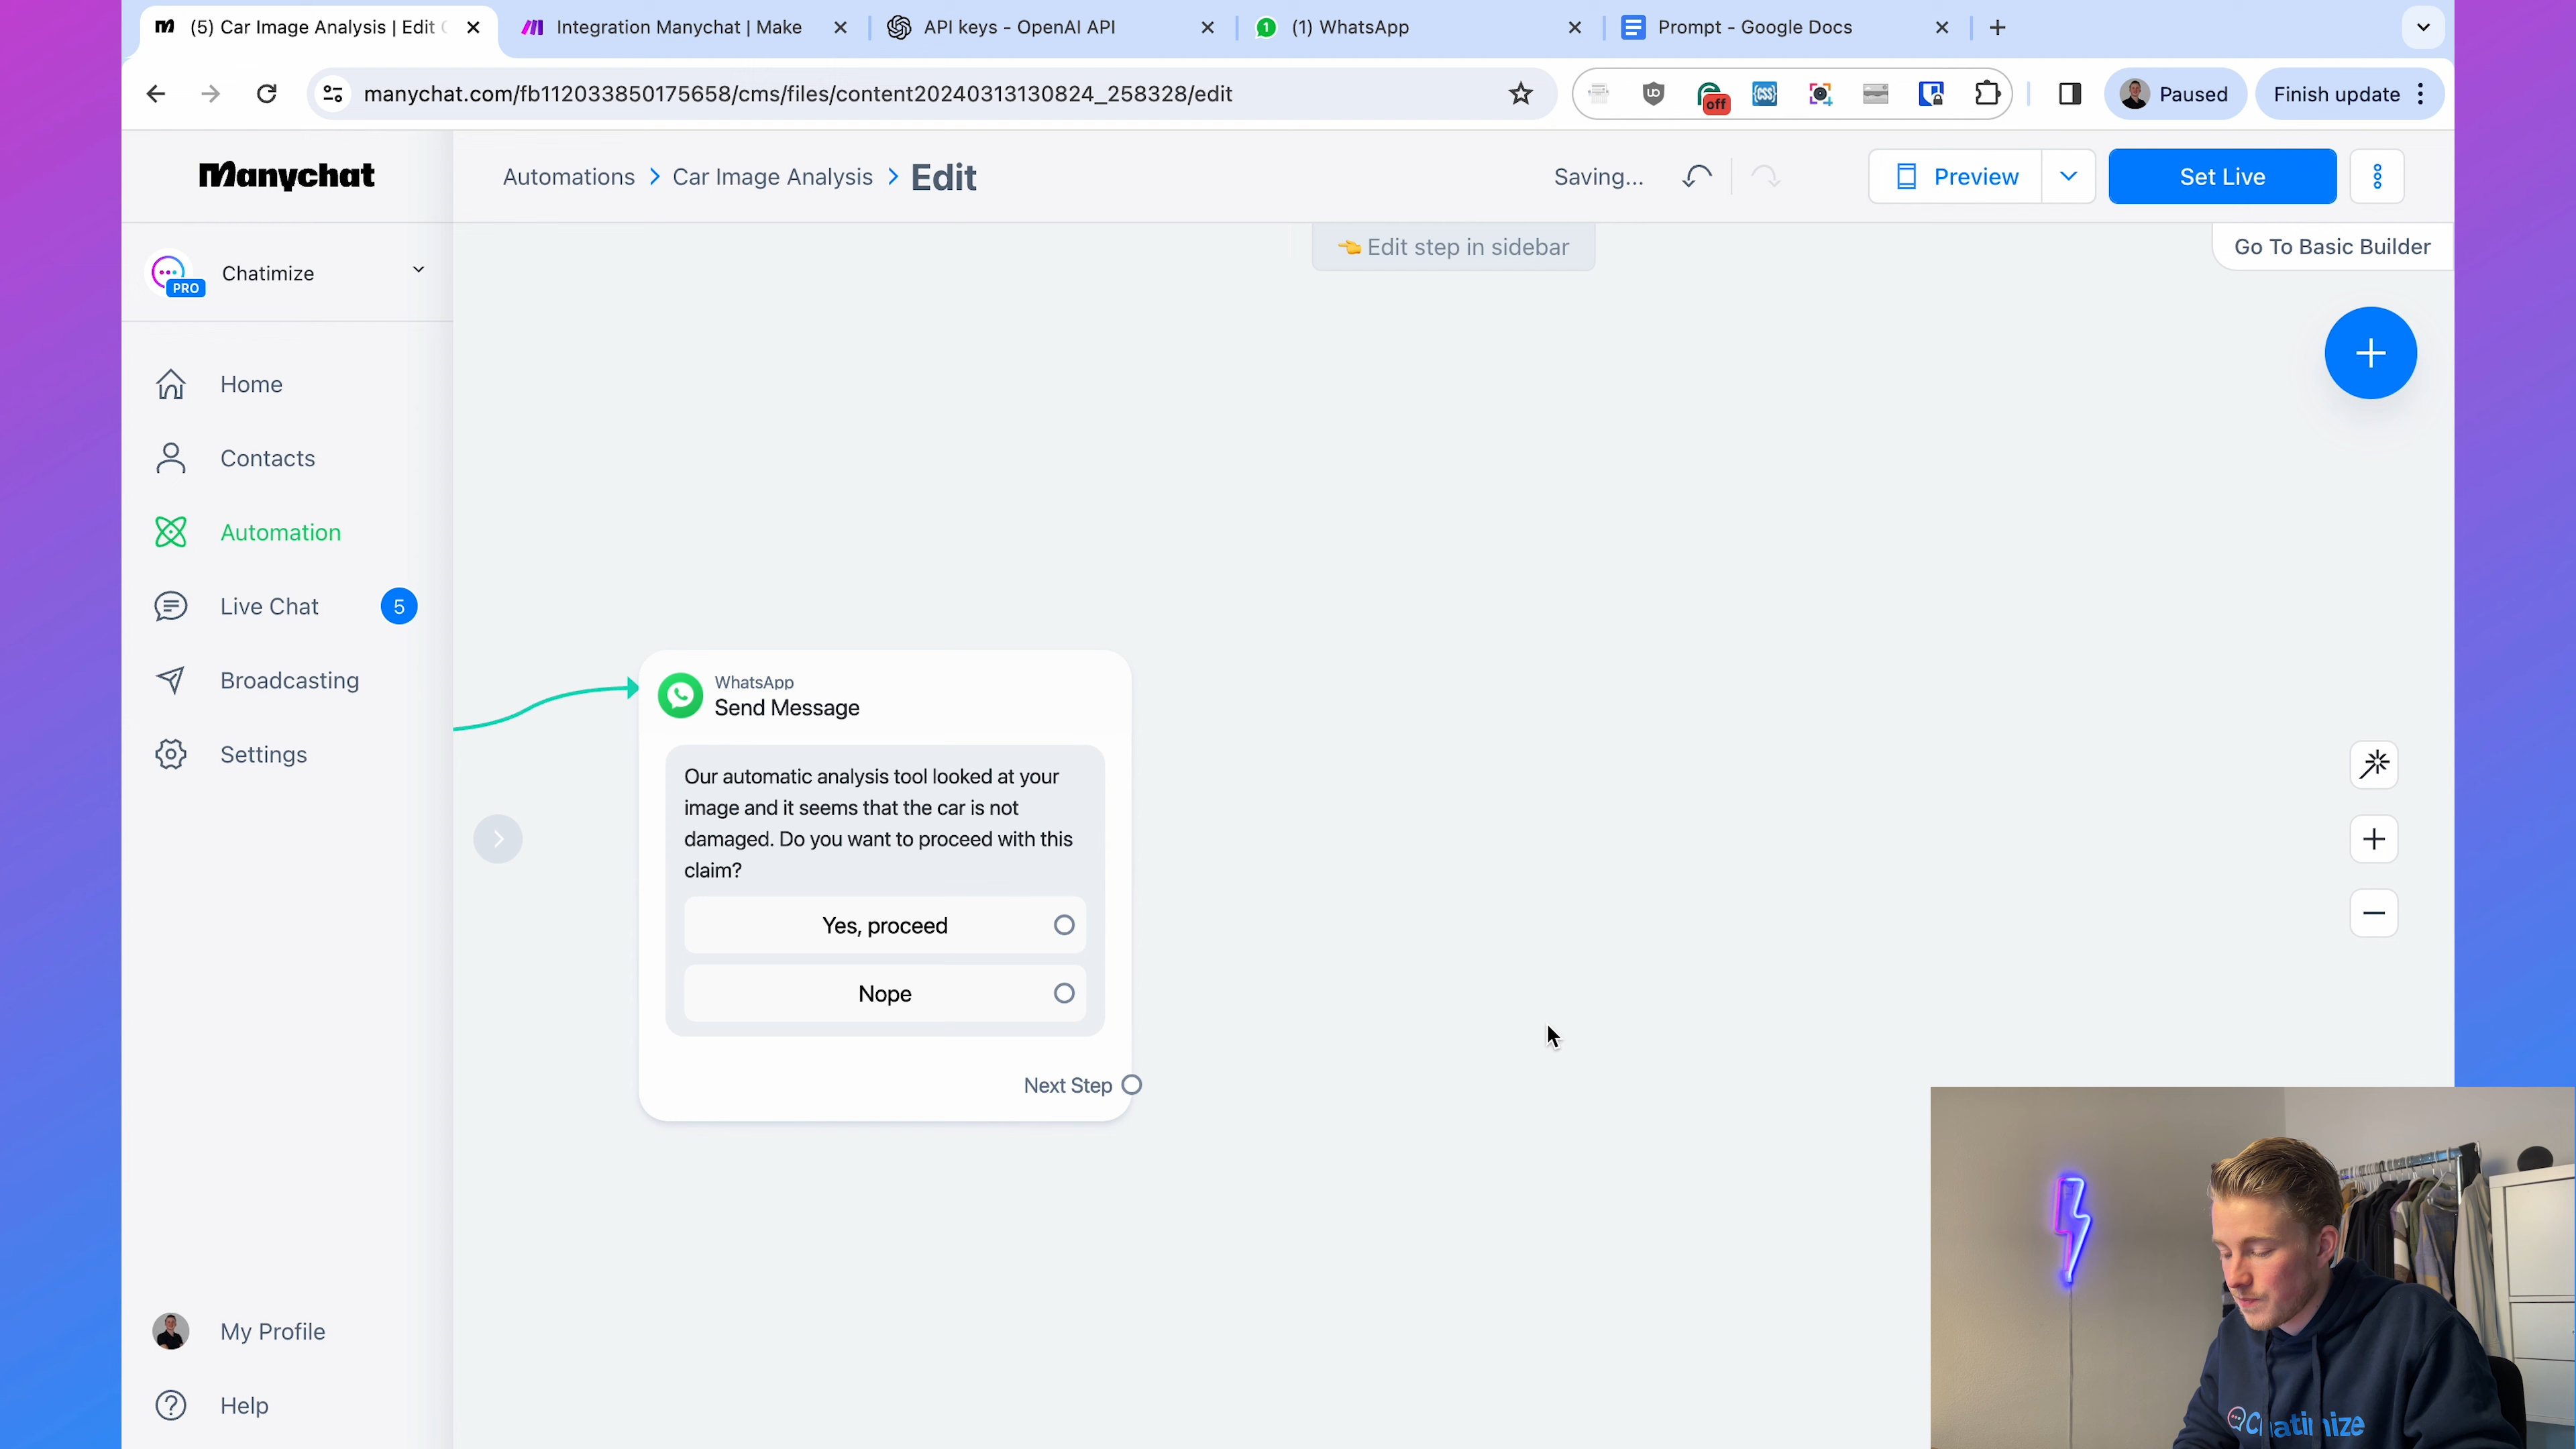 (5) Car Image Analysis | Edit
Integration Manychat | Make
API keys - OpenAI API
1
(1) WhatsApp
Prompt - Google Docs
manychat.com/fb112033850175658/cms/files/content20240313130824_258328/edit
off
{CSS}
Paused
Finish update
Manychat
Automations > Car Image Analysis > Edit
Saving...
Preview
Set Live
PRO
Chatimize
👈 Edit step in sidebar
Go To Basic Builder
Home
Contacts
Automation
Live Chat
5
Broadcasting
Settings
My Profile
Help
WhatsApp
Send Message
Our automatic analysis tool looked at your
image and it seems that the car is not
damaged. Do you want to proceed with this
claim?
Yes, proceed
Nope
Next Step
Chatimize